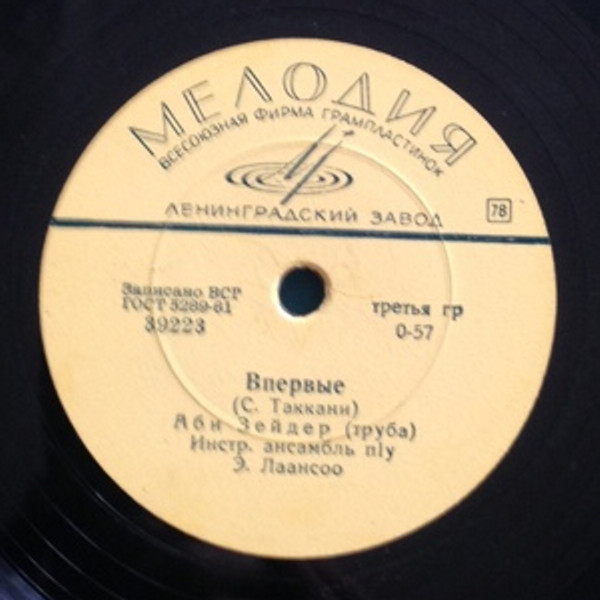 МЕЛОДИЯ
ВСЕСОЮЗНАЯ ФИРМА ГРАМПЛАСТИНОК
ЛЕНИНГРАДСКИЙ ЗАВОД
78
Записано ВСР
ГОСТ 5289-61
39223
третья гр
0-57
Впервые
(С. Таккани)
Аби Зейдер (труба)
Инстр. ансамбль п/у
Э. Лаансоо